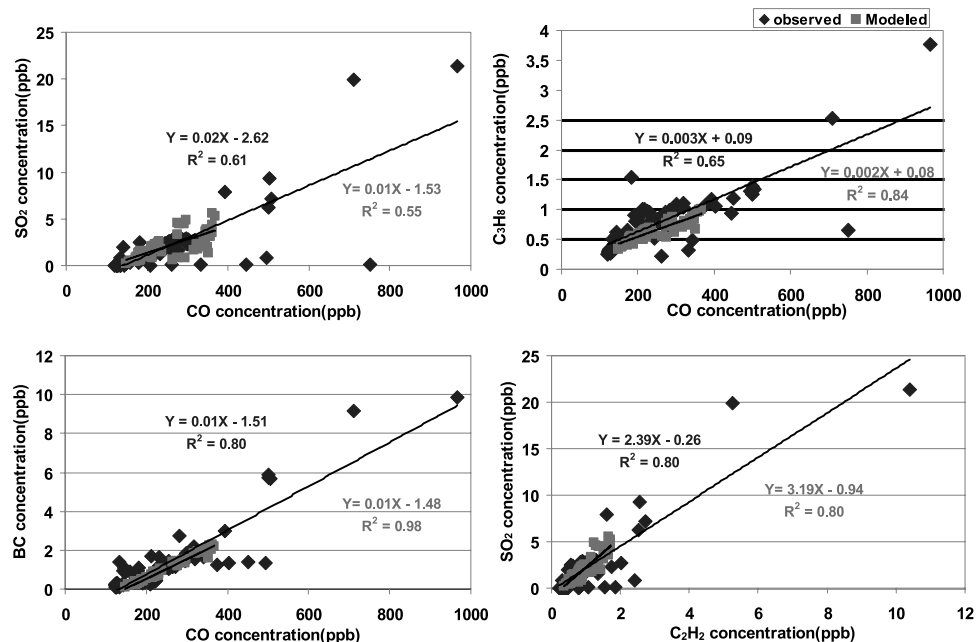 observed Modeled
SO2 concentration(ppb)
25
20
15
10
5
0
Y = 0.02X - 2.62
R2 = 0.61
Y= 0.01X - 1.53
R2 = 0.55
0 200 400 600 800 1000
CO concentration(ppb)
C3H8 concentration(ppb)
4
3.5
3
2.5
2
1.5
1
0.5
0
Y = 0.003X + 0.09
R2 = 0.65
Y = 0.002X + 0.08
R2 = 0.84
0 200 400 600 800 1000
CO concentration(ppb)
BC concentration(ppb)
12
10
8
6
4
2
0
Y = 0.01X - 1.51
R2 = 0.80
Y = 0.01X - 1.48
R2 = 0.98
0 200 400 600 800 1000
CO concentration(ppb)
SO2 concentration(ppb)
25
20
15
10
5
0
Y = 2.39X - 0.26
R2 = 0.80
Y= 3.19X - 0.94
R2 = 0.80
0 2 4 6 8 10 12
C2H2 concentration(ppb)